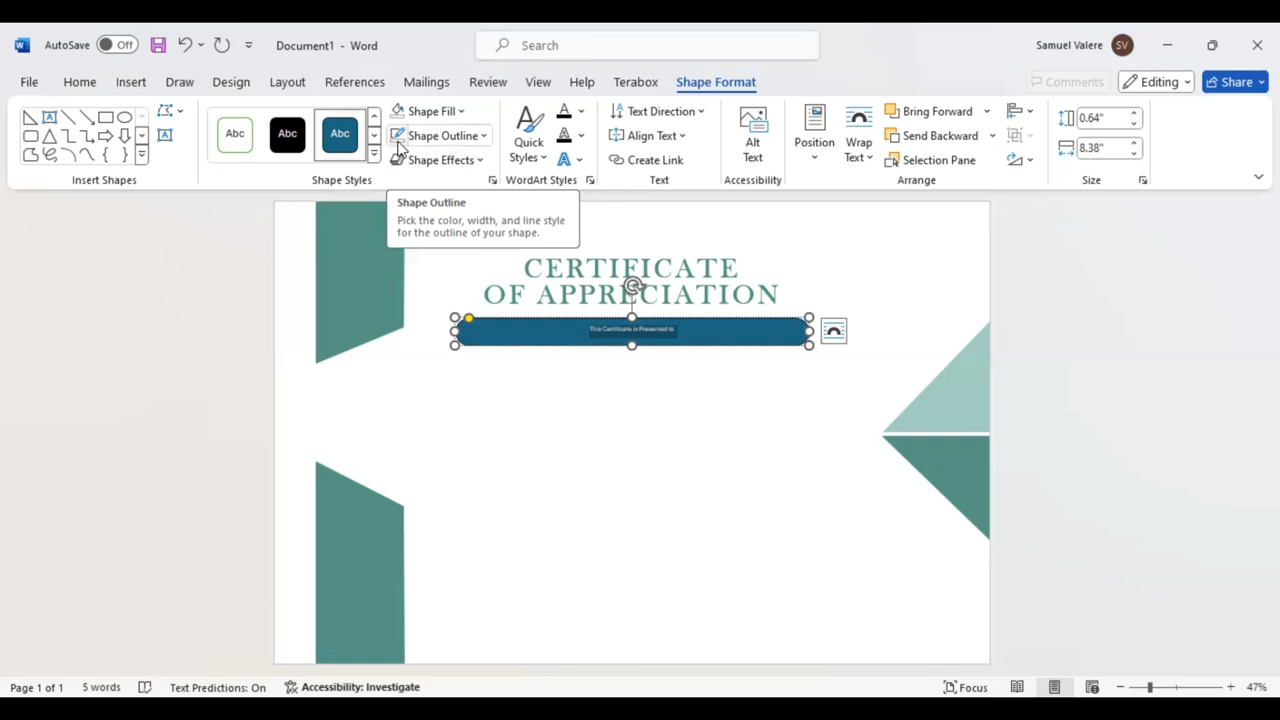 AutoSave Off Document1 - Word Search Samuel Valere SV
File Home Insert Draw Design Layout References Mailings Review View Help Terabox Shape Format Comments Editing Share
Abc Abc Abc
Shape Fill
Shape Outline
Shape Effects
Quick
Styles
Text Direction
Align Text
Create Link
Alt
Text
Position
Wrap
Text
Bring Forward
Send Backward
Selection Pane
0.64"
8.38"
Insert Shapes Shape Styles WordArt Styles Text Accessibility Arrange Size
Shape Outline
Pick the color, width, and line style
for the outline of your shape.
CERTIFICATE
OF APPRECIATION
This Certificate is Presented to
Page 1 of 1 5 words Text Predictions: On Accessibility: Investigate Focus 47%